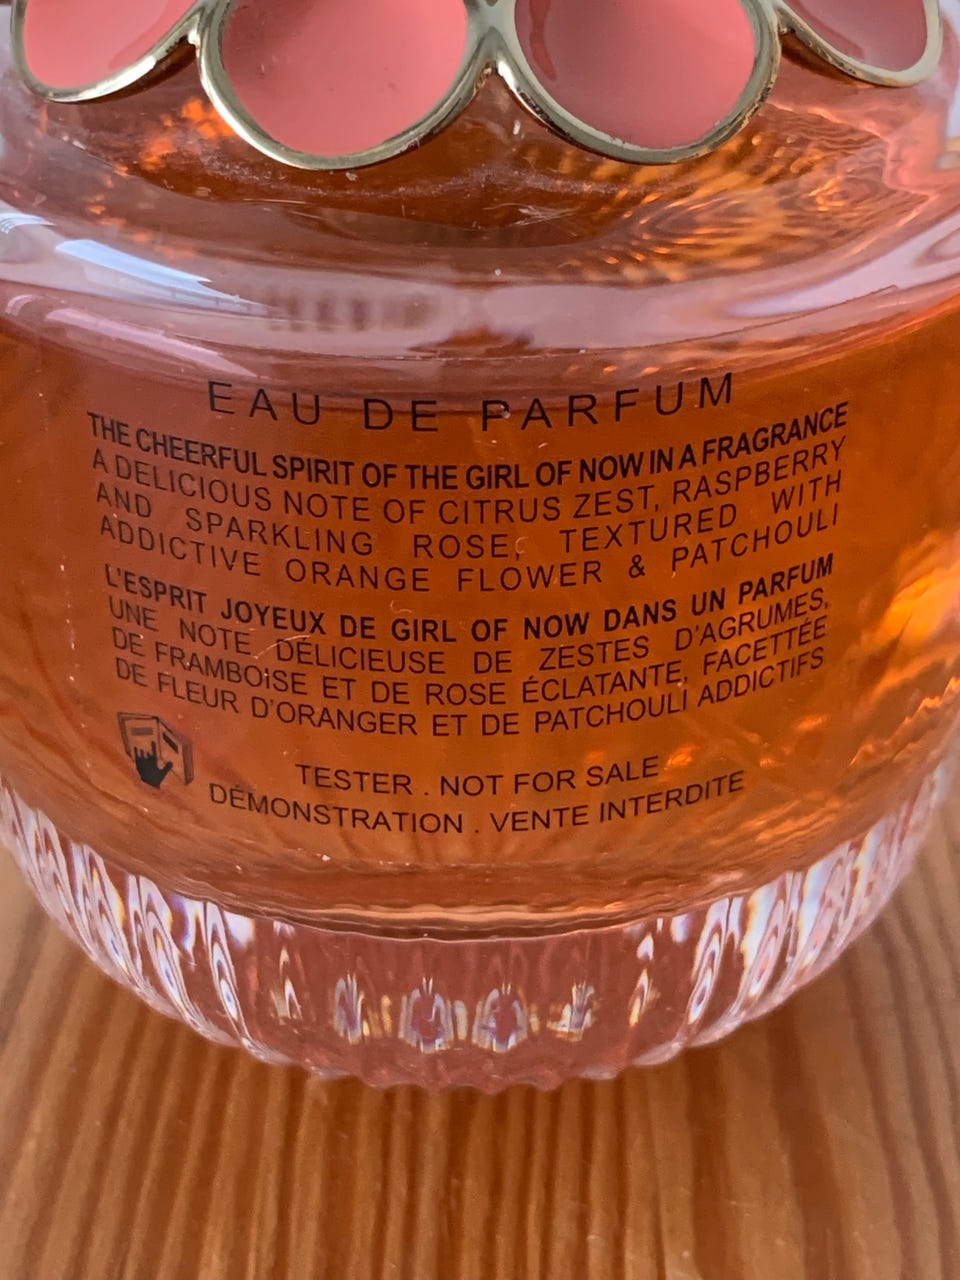 EAU DE PARFUM
THE CHEERFUL SPIRIT OF THE GIRL OF NOW IN A FRAGRANCE
A DELICIOUS NOTE OF CITRUS ZEST, RASPBERRY
AND SPARKLING ROSE, TEXTURED WITH
ADDICTIVE ORANGE FLOWER & PATCHOULI
L'ESPRIT JOYEUX DE GIRL OF NOW DANS UN PARFUM
UNE NOTE DÉLICIEUSE DE ZESTES D'AGRUMES,
DE FRAMBOISE ET DE ROSE ÉCLATANTE, FACETTÉE
DE FLEUR D'ORANGER ET DE PATCHOULI ADDICTIFS
TESTER . NOT FOR SALE
DÉMONSTRATION . VENTE INTERDITE